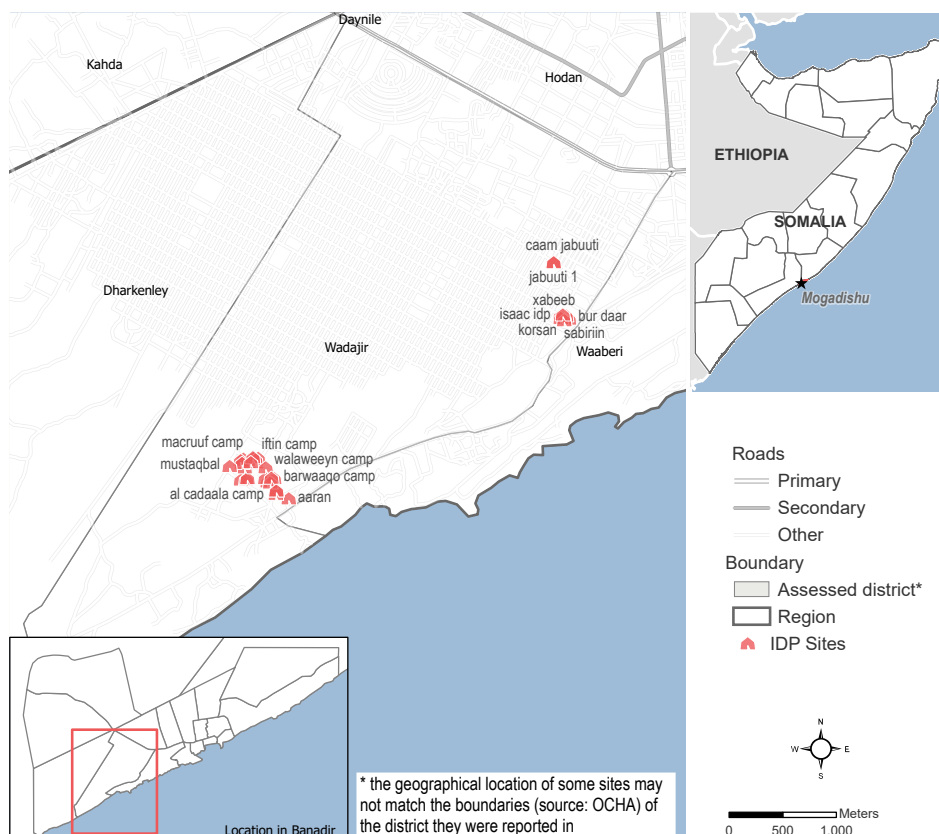 Daynile
Kahda
Hodan
Dharkenley
Wadajir
caam jabuuti
jabuuti 1
xabeeb
isaac idp
bur daar
korsan
sabiriin
Waaberi
macruuf camp
iftin camp
mustaqbal
walaweeyn camp
barwaaqo camp
al cadaala camp
aaran
ETHIOPIA
SOMALIA
Mogadishu
Roads
Primary
Secondary
Other
Boundary
Assessed district*
Region
IDP Sites
N
W
E
S
Meters
0
500
1,000
Location in Banadir
* the geographical location of some sites may
not match the boundaries (source: OCHA) of
the district they were reported in